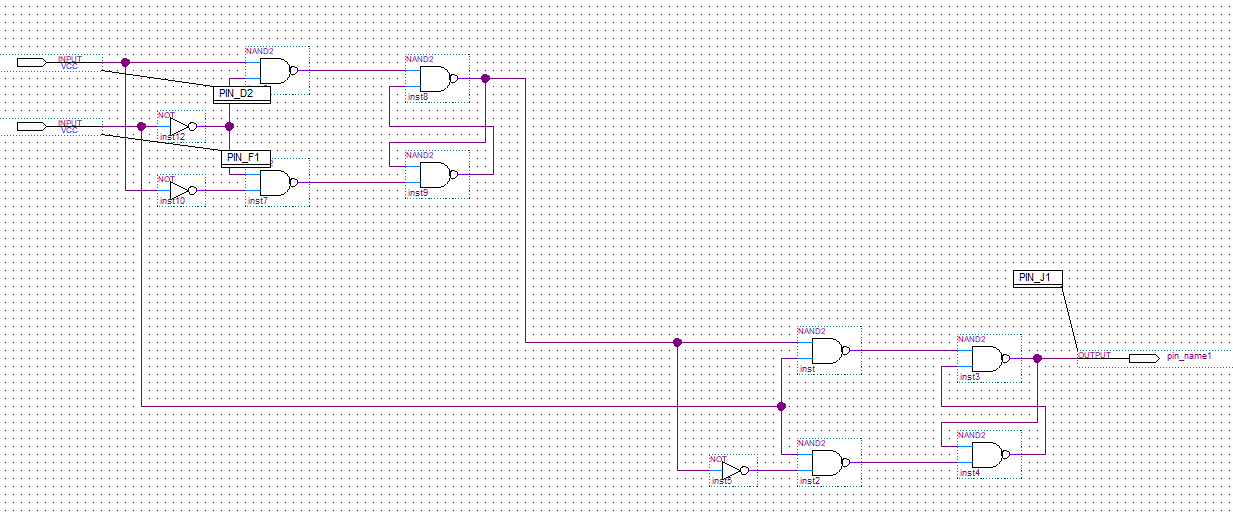 NAND2
INPUT
VCC
NAND2
PIN_D2
inst8
NOT
INPUT
VCC
inst12
PIN_F1
NAND2
NOT
inst10
inst7
inst9
PIN_J1
NAND2
inst
NAND2
OUTPUT
pin_name1
inst3
NAND2
NAND2
NOT
inst5
inst2
inst4